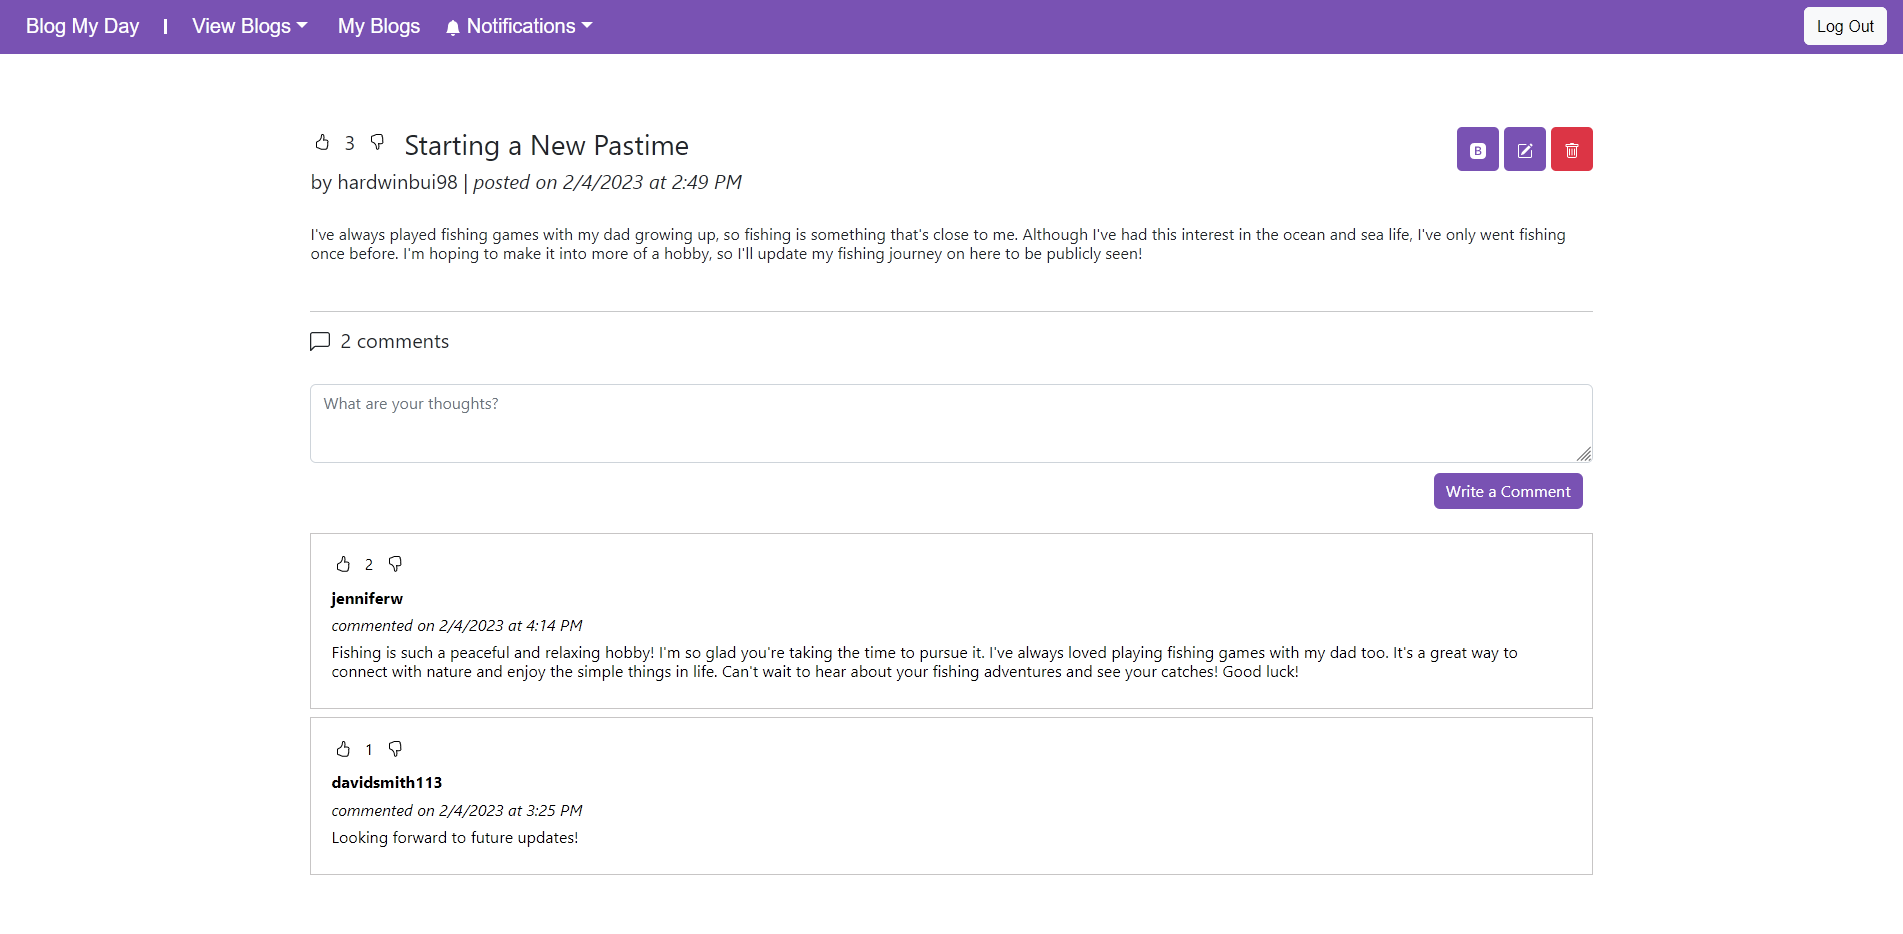 Blog My Day | View Blogs My Blogs Notifications Log Out
3 Starting a New Pastime
B
by hardwinbui98 | posted on 2/4/2023 at 2:49 PM
I've always played fishing games with my dad growing up, so fishing is something that's close to me. Although I've had this interest in the ocean and sea life, I've only went fishing
once before. I'm hoping to make it into more of a hobby, so I'll update my fishing journey on here to be publicly seen!
2 comments
What are your thoughts?
Write a Comment
2
jenniferw
commented on 2/4/2023 at 4:14 PM
Fishing is such a peaceful and relaxing hobby! I'm so glad you're taking the time to pursue it. I've always loved playing fishing games with my dad too. It's a great way to
connect with nature and enjoy the simple things in life. Can't wait to hear about your fishing adventures and see your catches! Good luck!
1
davidsmith113
commented on 2/4/2023 at 3:25 PM
Looking forward to future updates!